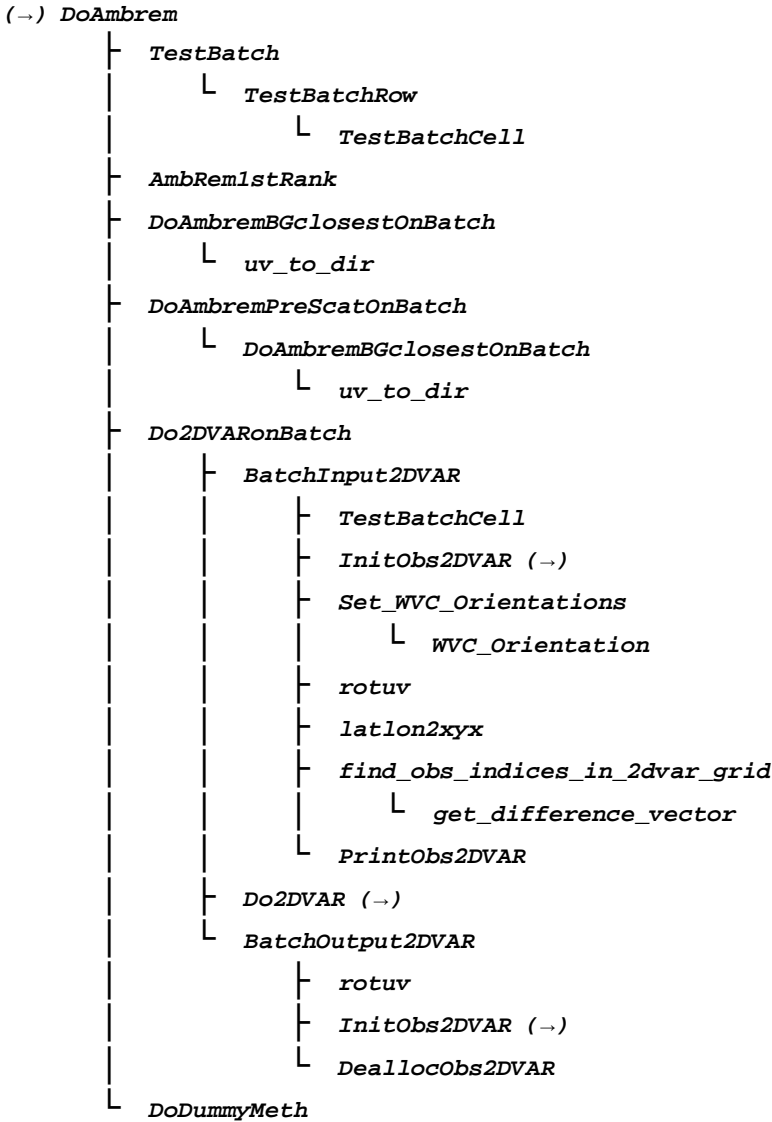 (→) DoAmbrem
TestBatch
TestBatchRow
TestBatchCell
AmbRem1stRank
DoAmbremBGclosestOnBatch
uv_to_dir
DoAmbremPreScatOnBatch
DoAmbremBGclosestOnBatch
uv_to_dir
Do2DVARonBatch
BatchInput2DVAR
TestBatchCell
InitObs2DVAR (→)
Set_WVC_Orientations
WVC_Orientation
rotuv
latlon2xyx
find_obs_indices_in_2dvar_grid
get_difference_vector
PrintObs2DVAR
Do2DVAR (→)
BatchOutput2DVAR
rotuv
InitObs2DVAR (→)
DeallocObs2DVAR
DoDummyMeth